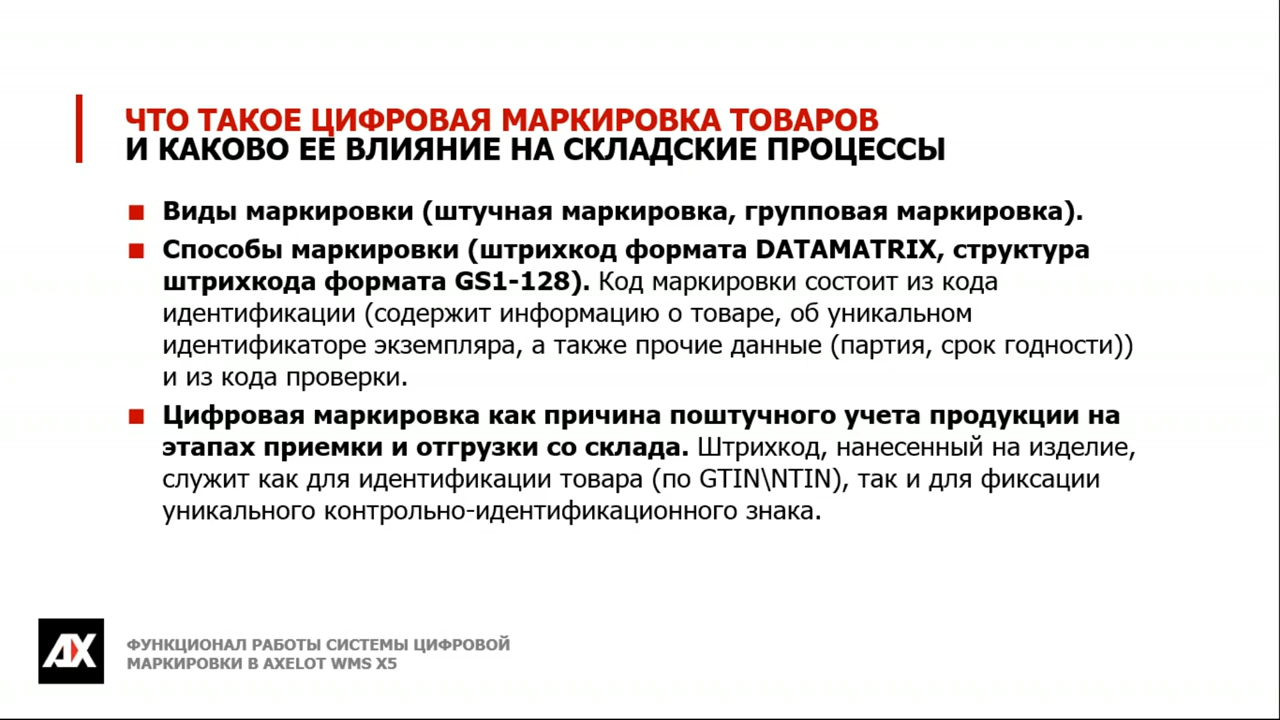 ЧТО ТАКОЕ ЦИФРОВАЯ МАРКИРОВКА ТОВАРОВ
И КАКОВО ЕЕ ВЛИЯНИЕ НА СКЛАДСКИЕ ПРОЦЕССЫ
Виды маркировки (штучная маркировка, групповая маркировка).
Способы маркировки (штрихкод формата DATAMATRIX, структура
штрихкода формата GS1-128). Код маркировки состоит из кода
идентификации (содержит информацию о товаре, об уникальном
идентификаторе экземпляра, а также прочие данные (партия, срок годности))
и из кода проверки.
Цифровая маркировка как причина поштучного учета продукции на
этапах приемки и отгрузки со склада. Штрихкод, нанесенный на изделие,
служит как для идентификации товара (по GTIN\NTIN), так и для фиксации
уникального контрольно-идентификационного знака.
AX
ФУНКЦИОНАЛ РАБОТЫ СИСТЕМЫ ЦИФРОВОЙ
МАРКИРОВКИ В AXELOT WMS X5